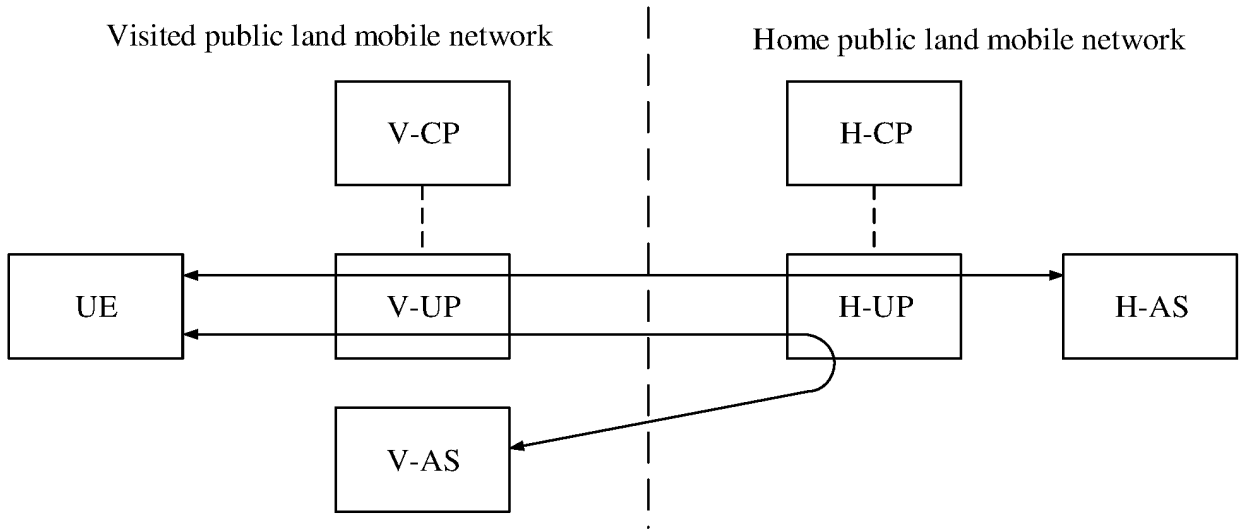 Visited public land mobile network
Home public land mobile network
V-CP
H-CP
UE
V-UP
H-UP
H-AS
V-AS